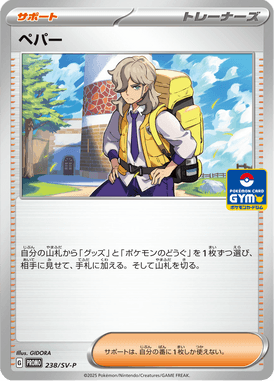 サポート
トレーナーズ
ペパー
POKÉMON CARD
GYM
ポケモンカードジム
自分の山札から「グッズ」と「ポケモンのどうぐ」を1枚ずつ選び、
相手に見せて、手札に加える。そして山札を切る。
Illus. GIDORA
G PROMO 238/SV-P
サポートは、自分の番に1枚しか使えない。
©2025 Pokémon/Nintendo/Creatures/GAME FREAK.